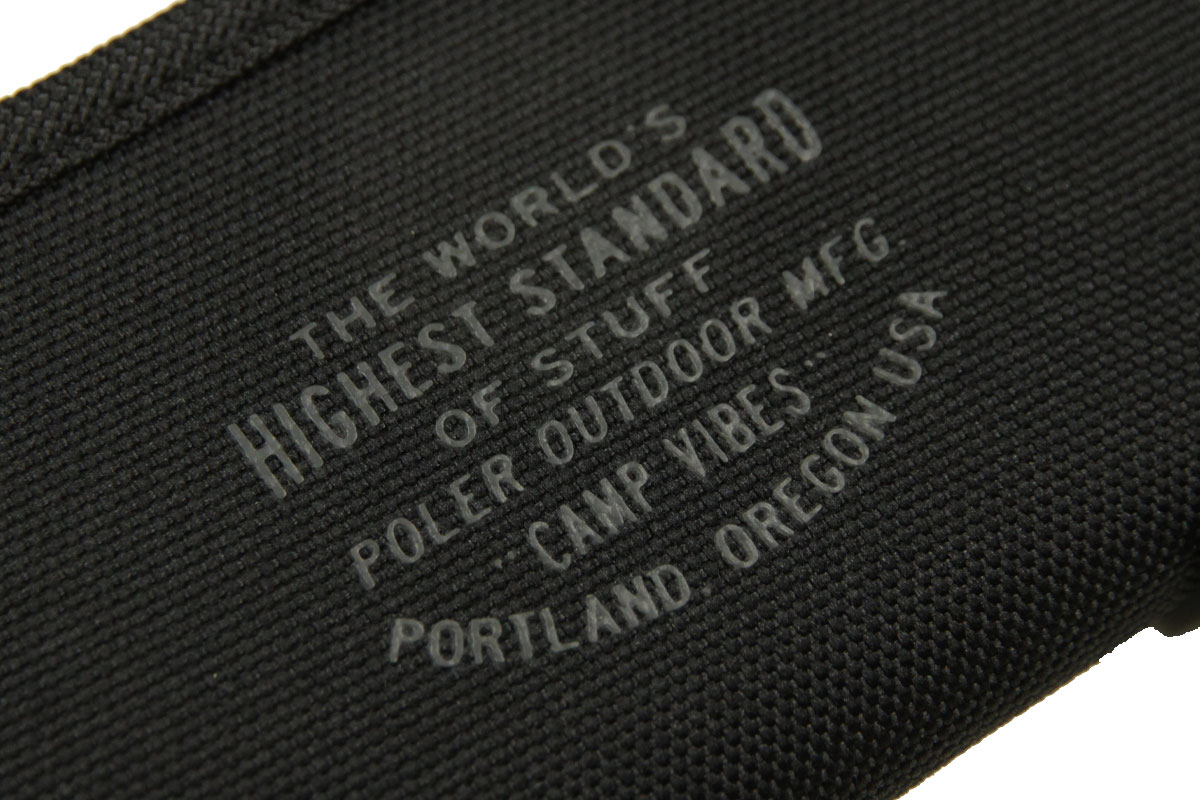 THE WORLD'S
HIGHEST STANDARD
OF STUFF
POLER OUTDOOR MFG.
"CAMP VIBES"
PORTLAND. OREGON USA